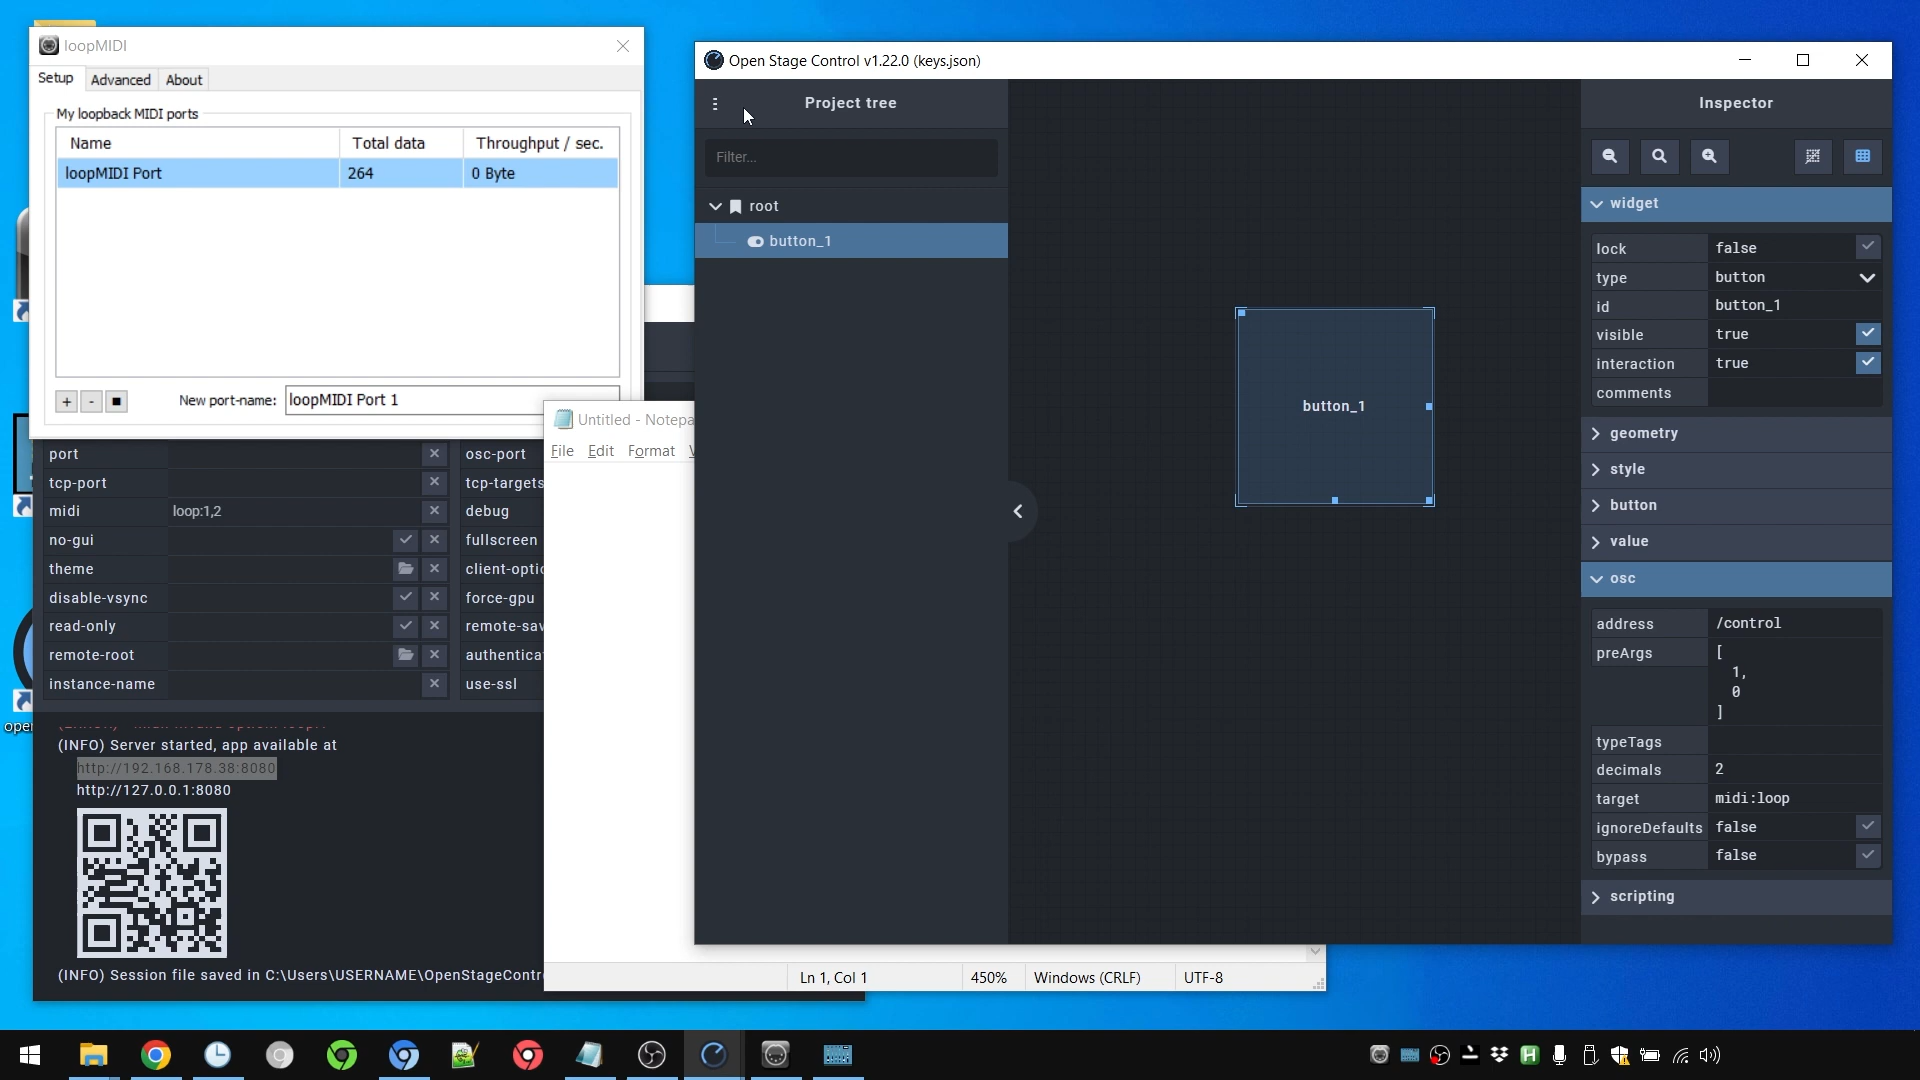 loopMIDI
Setup
Advanced
About
My loopback MIDI ports
Name
Total data
Throughput / sec.
loopMIDI Port
264
0 Byte
+
-
New port-name:
loopMIDI Port 1
port
tcp-port
midi
loop:1,2
no-gui
theme
disable-vsync
read-only
remote-root
instance-name
osc-port
tcp-targets
debug
fullscreen
client-optio
force-gpu
remote-sav
authentica
use-ssl
(INFO) Server started, app available at
http://192.168.178.38:8080
http://127.0.0.1:8080
(INFO) Session file saved in C:\Users\USERNAME\OpenStageContr
Untitled - Notepa
File
Edit
Format
Ln 1, Col 1
450%
Windows (CRLF)
UTF-8
Open Stage Control v1.22.0 (keys.json)
Project tree
Filter...
root
button_1
button_1
Inspector
widget
lock
false
type
button
id
button_1
visible
true
interaction
true
comments
geometry
style
button
value
osc
address
/control
preArgs
[
1,
0
]
typeTags
decimals
2
target
midi:loop
ignoreDefaults
false
bypass
false
scripting
open